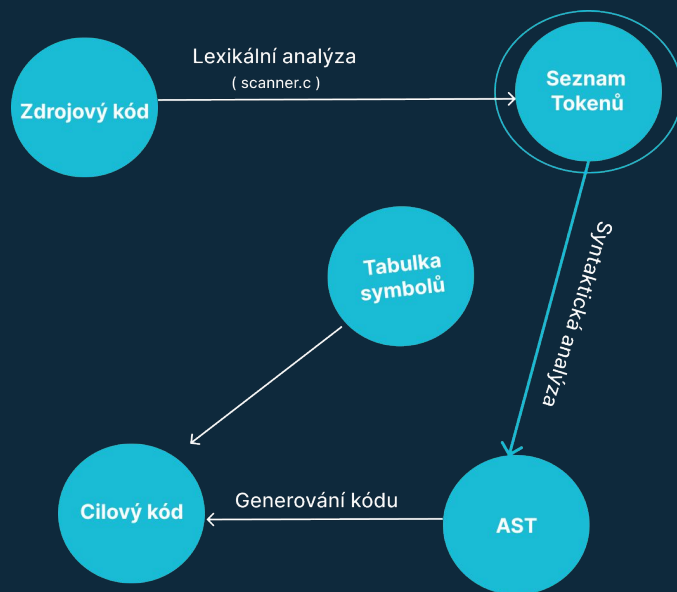 Lexikální analýza
( scanner.c )
Zdrojový kód
Seznam
Tokenů
Syntaktická analýza
Tabulka
symbolů
Cilový kód
Generování kódu
AST